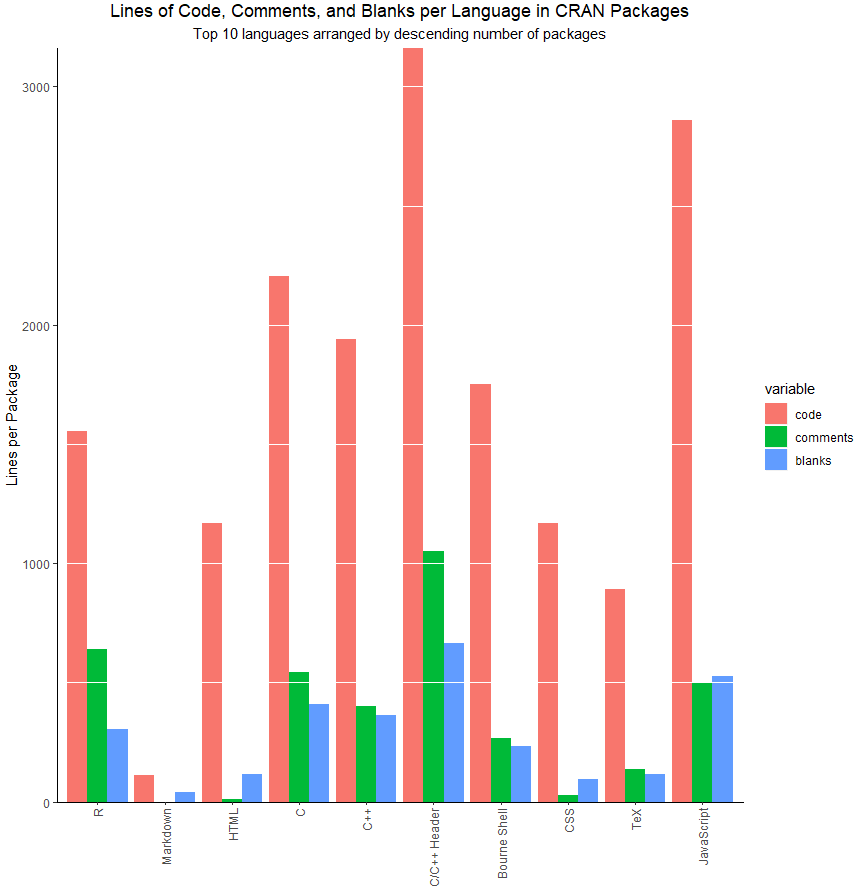 Lines of Code, Comments, and Blanks per Language in CRAN Packages
Top 10 languages arranged by descending number of packages
Lines per Package
3000
2000
1000
0
R
Markdown
HTML
C
C++
C/C++ Header
Bourne Shell
CSS
TeX
JavaScript
variable
code
comments
blanks